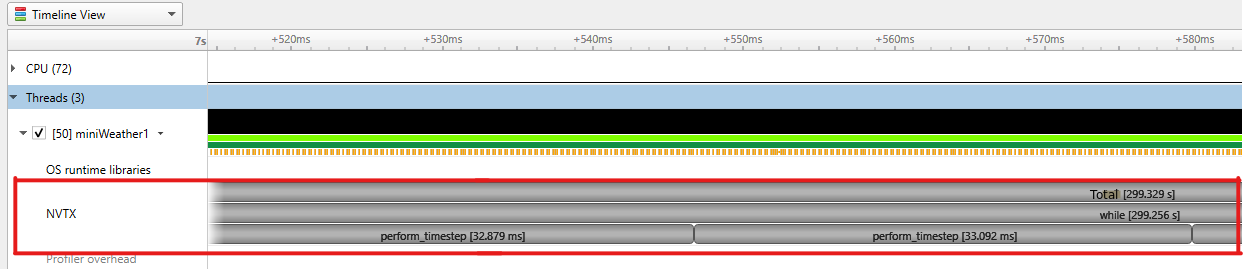 Timeline View
7s +520ms +530ms +540ms +550ms +560ms +570ms +580ms
CPU (72)
Threads (3)
[50] miniWeather1
OS runtime libraries
NVTX
Total [299.329 s]
while [299.256 s]
perform_timestep [32.879 ms] perform_timestep [33.092 ms]
Profiler overhead